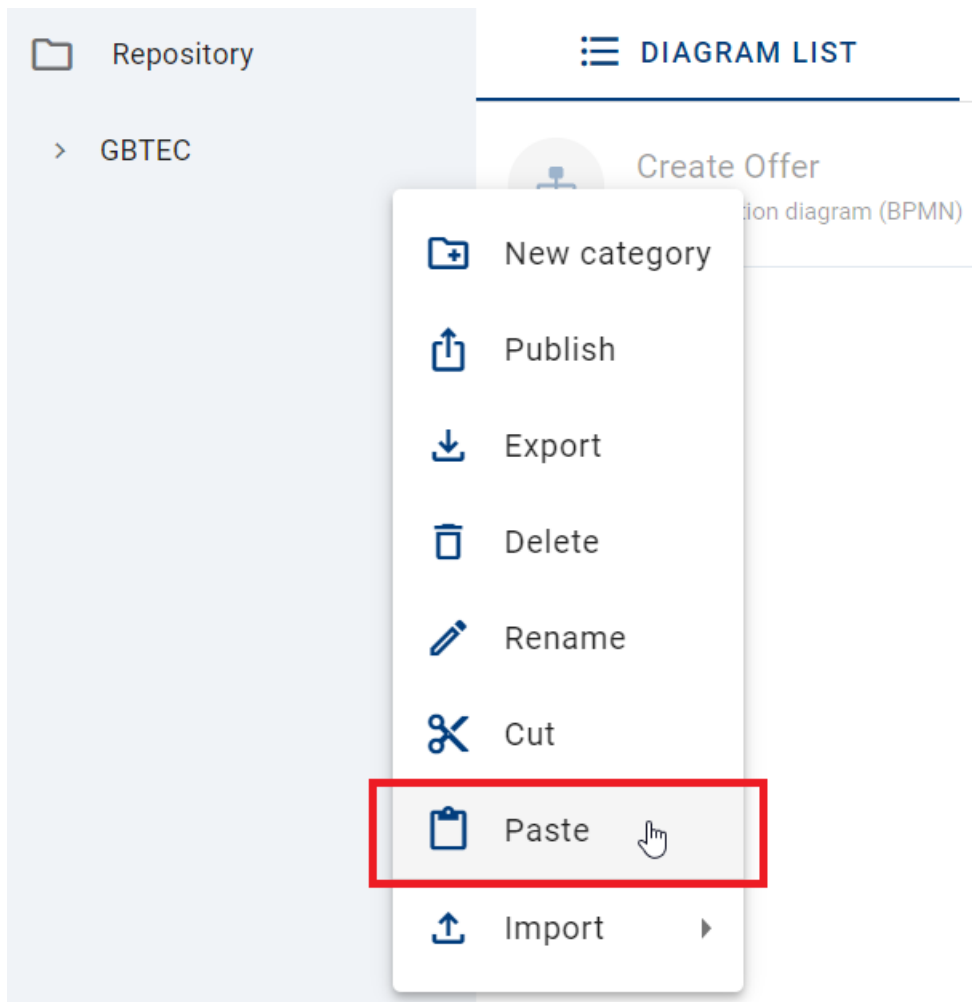 Repository
DIAGRAM LIST
GBTEC
Create Offer
tion diagram (BPMN)
New category
Publish
Export
Delete
Rename
Cut
Paste
Import